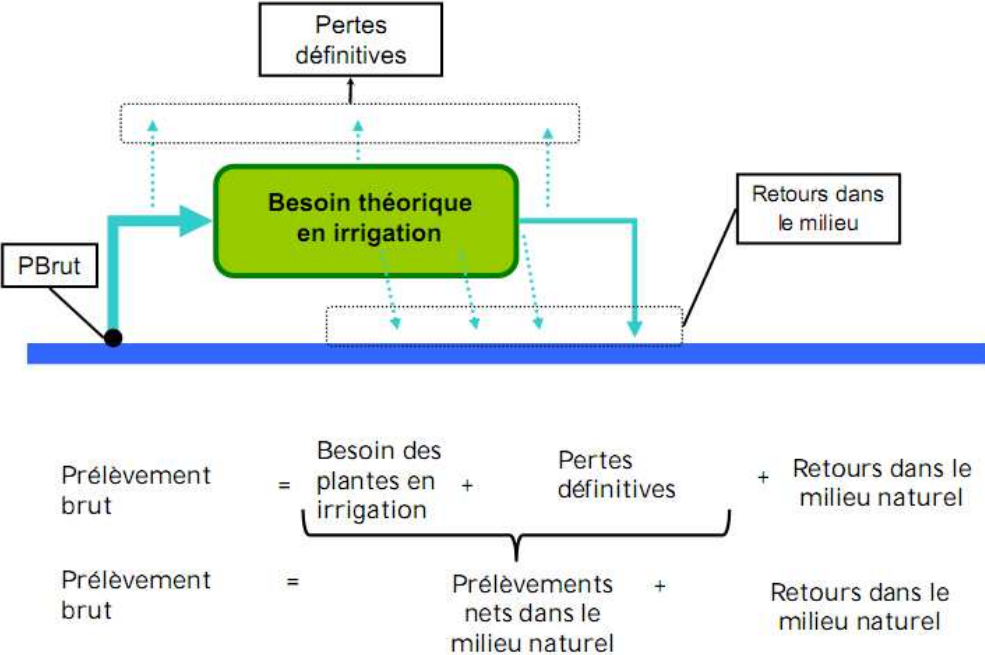 Pertes
définitives
Besoin théorique
en irrigation
Retours dans
le milieu
PBrut
Prélèvement
brut
=
Besoin des
plantes en
irrigation
+
Pertes
définitives
+
Retours dans le
milieu naturel
Prélèvement
brut
=
Prélèvements
nets dans le
milieu naturel
+
Retours dans le
milieu naturel